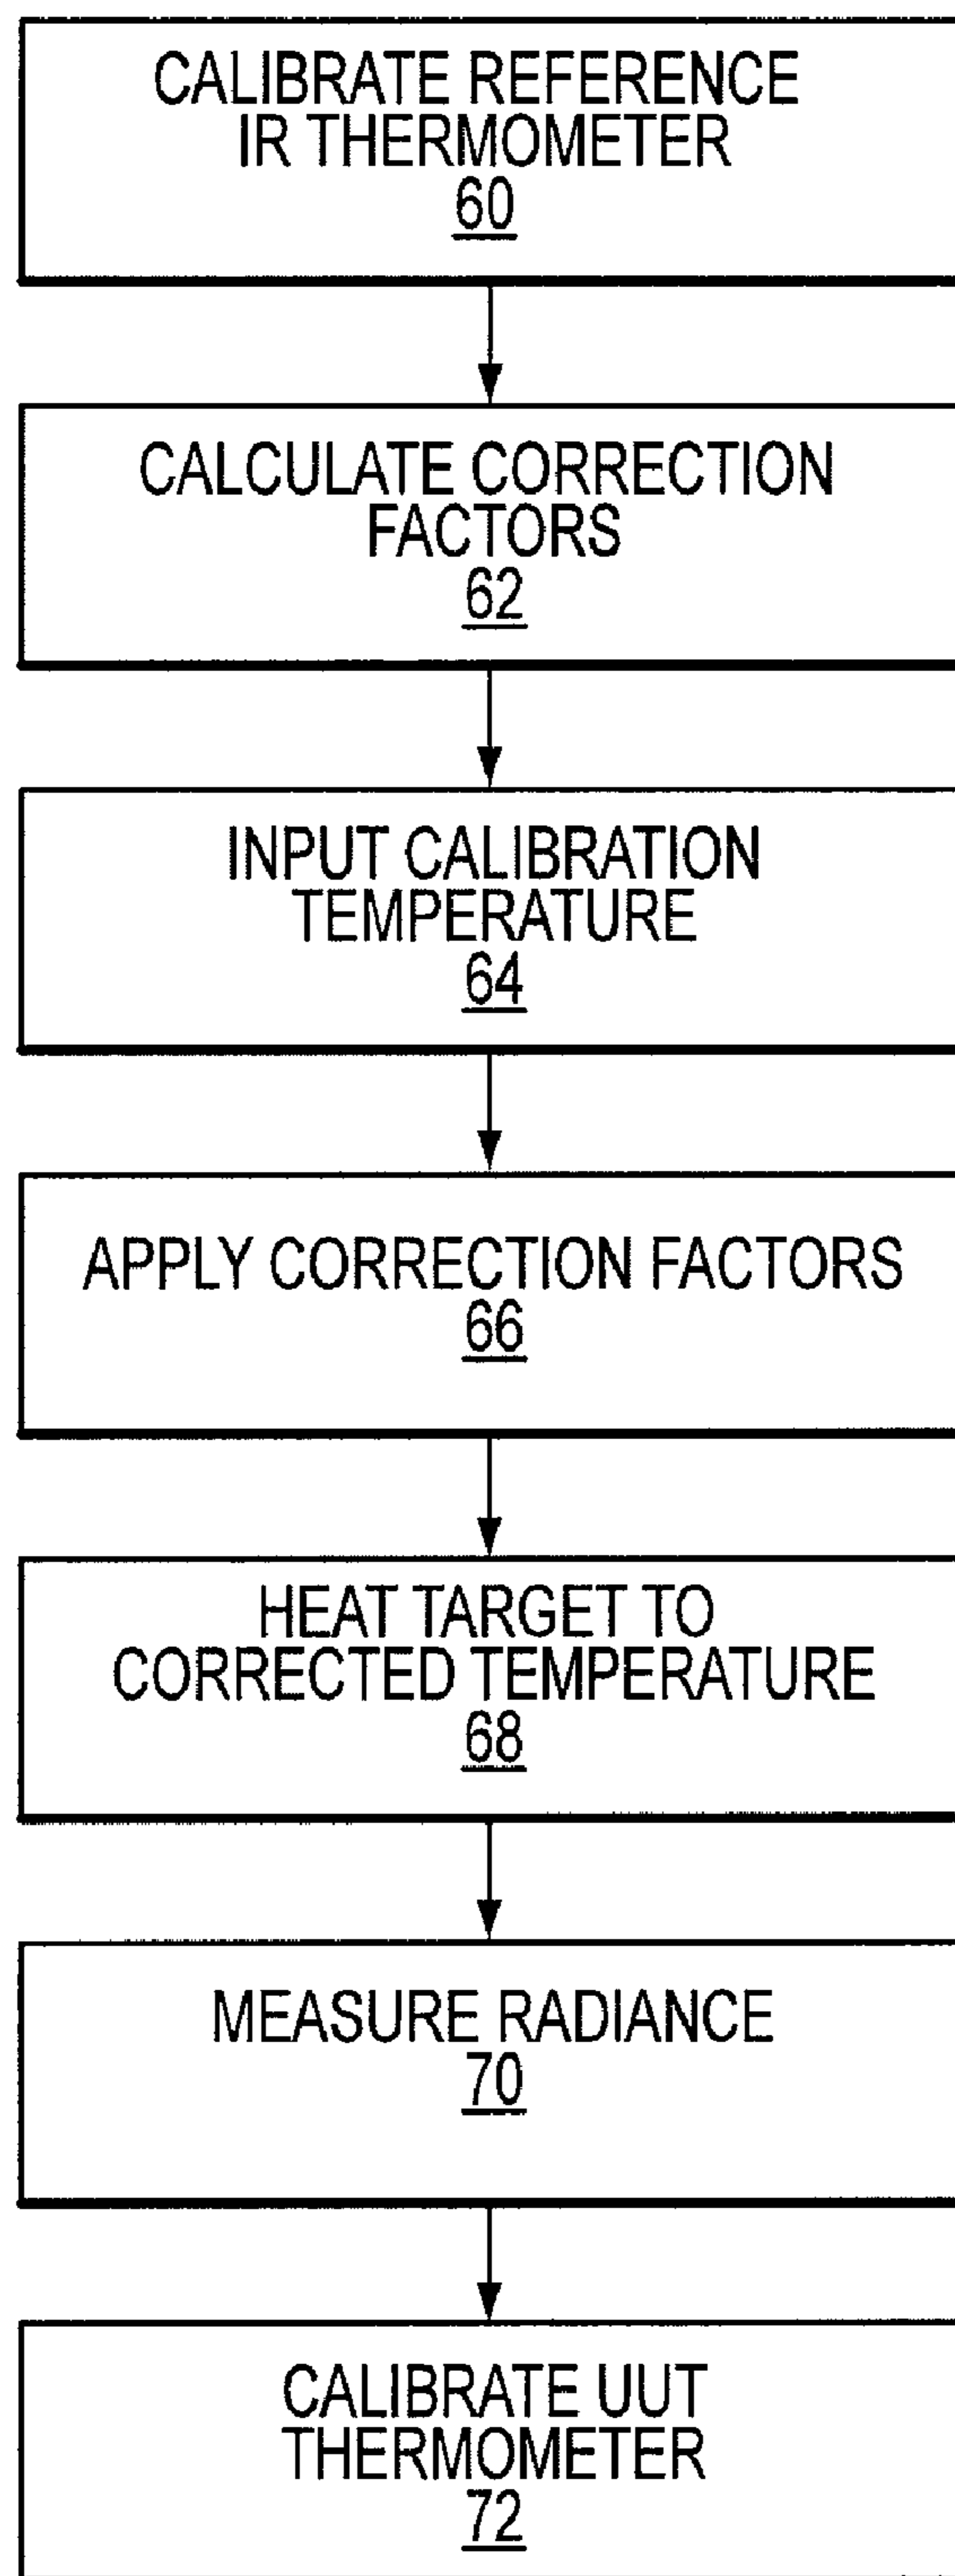 CALIBRATE REFERENCE
IR THERMOMETER
60
CALCULATE CORRECTION
FACTORS
62
INPUT CALIBRATION
TEMPERATURE
64
APPLY CORRECTION FACTORS
66
HEAT TARGET TO
CORRECTED TEMPERATURE
68
MEASURE RADIANCE
70
CALIBRATE UUT
THERMOMETER
72